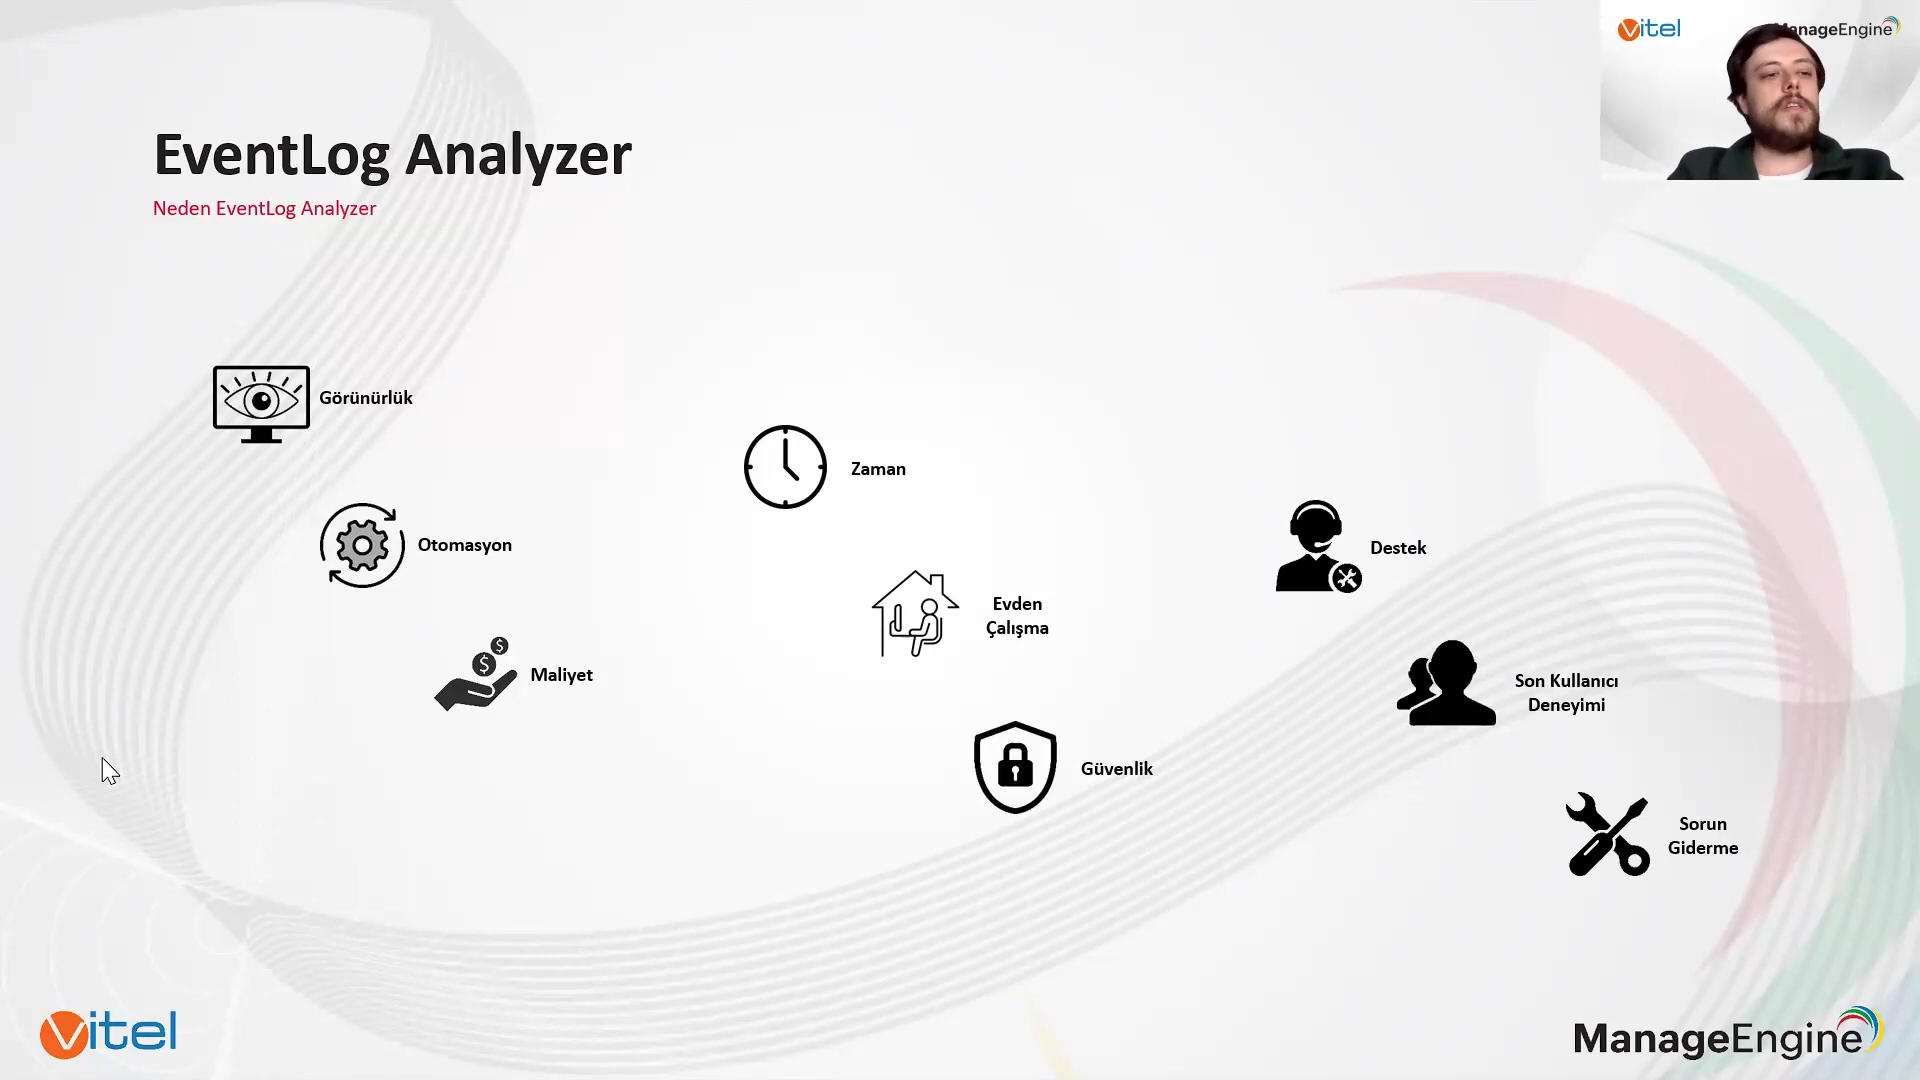 vitel
ManageEngine
EventLog Analyzer
Neden EventLog Analyzer
Görünürlük
Zaman
Otomasyon
Destek
Evden
Çalışma
Maliyet
Son Kullanıcı
Deneyimi
Güvenlik
Sorun
Giderme
vitel
ManageEngine